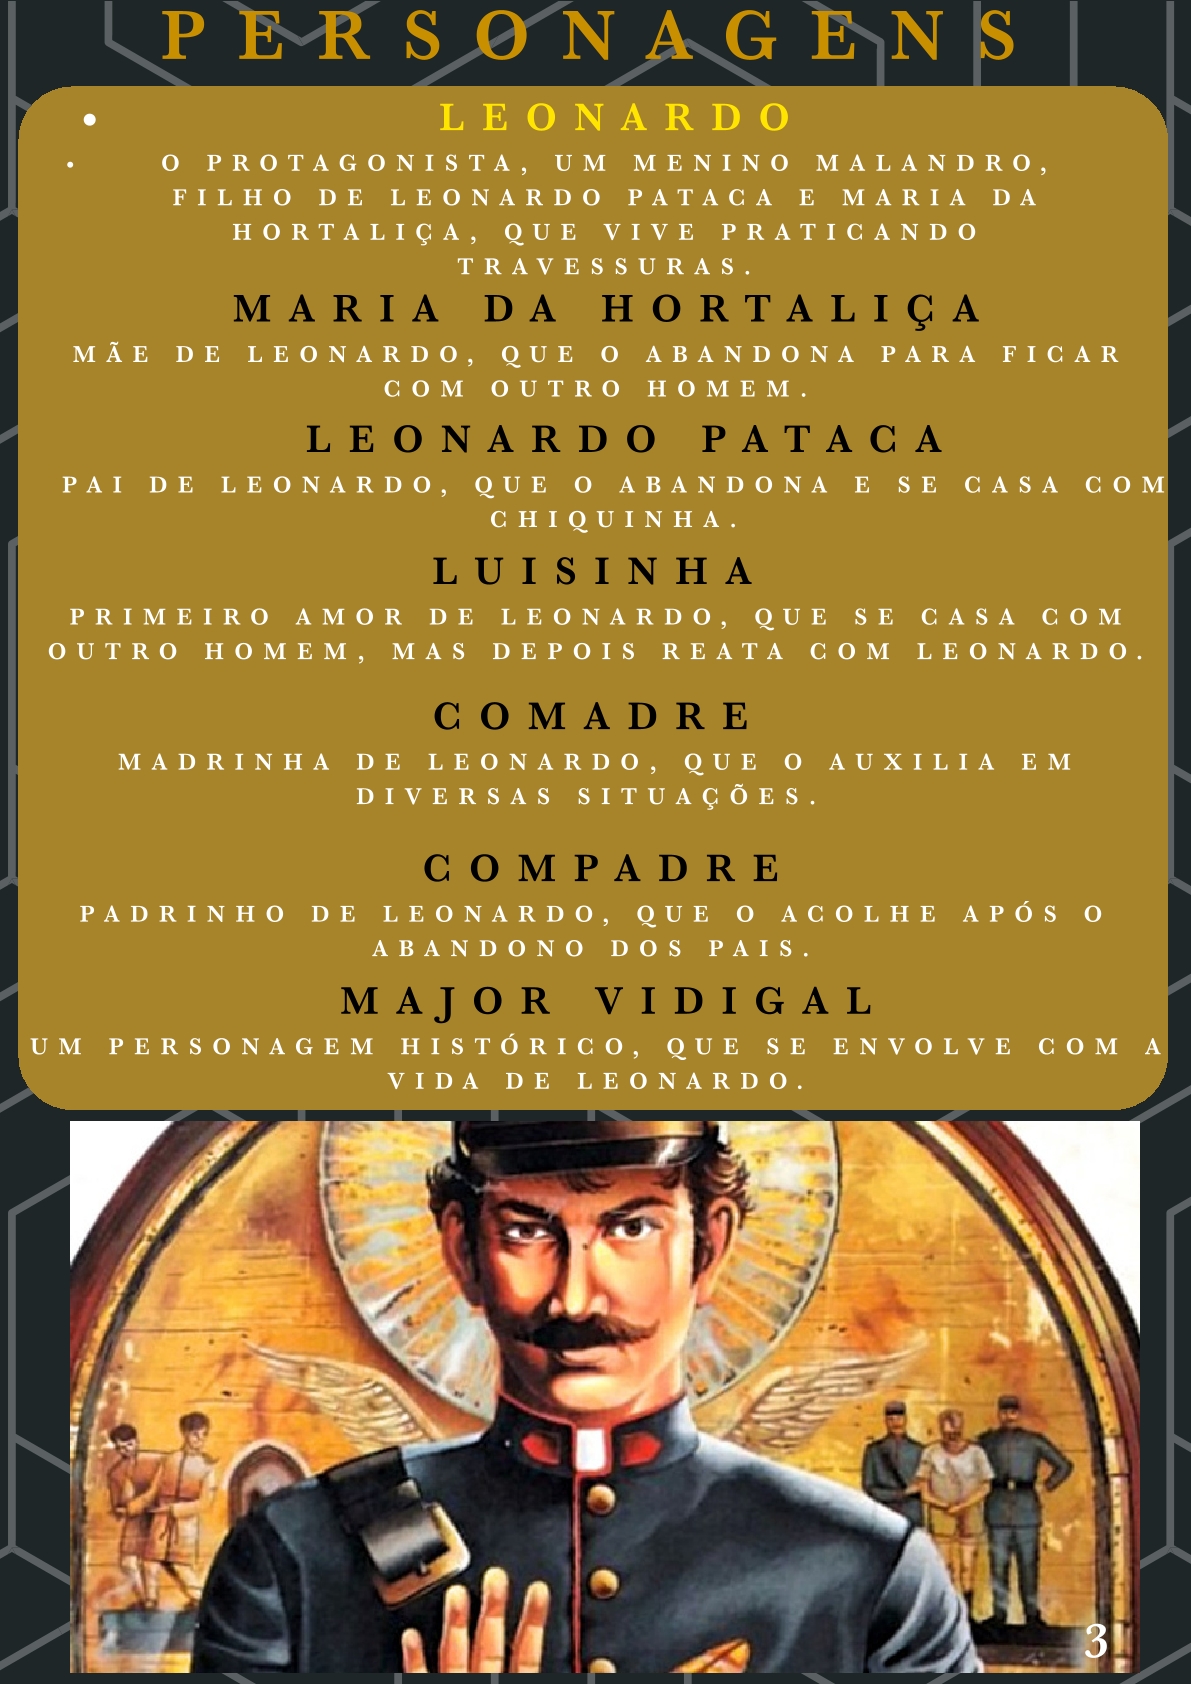 PERSONAGENS
• LEONARDO
• O PROTAGONISTA, UM MENINO MALANDRO,
FILHO DE LEONARDO PATACA E MARIA DA
HORTALIÇA, QUE VIVE PRATICANDO
TRAVESSURAS.
MARIA DA HORTALIÇA
MÃE DE LEONARDO, QUE O ABANDONA PARA FICAR
COM OUTRO HOMEM.
LEONARDO PATACA
PAI DE LEONARDO, QUE O ABANDONA E SE CASA COM
CHIQUINHA.
LUISINHA
PRIMEIRO AMOR DE LEONARDO, QUE SE CASA COM
OUTRO HOMEM, MAS DEPOIS REATA COM LEONARDO.
COMADRE
MADRINHA DE LEONARDO, QUE O AUXILIA EM
DIVERSAS SITUAÇÕES.
COMPADRE
PADRINHO DE LEONARDO, QUE O ACOLHE APÓS O
ABANDONO DOS PAIS.
MAJOR VIDIGAL
UM PERSONAGEM HISTÓRICO, QUE SE ENVOLVE COM A
VIDA DE LEONARDO.
3